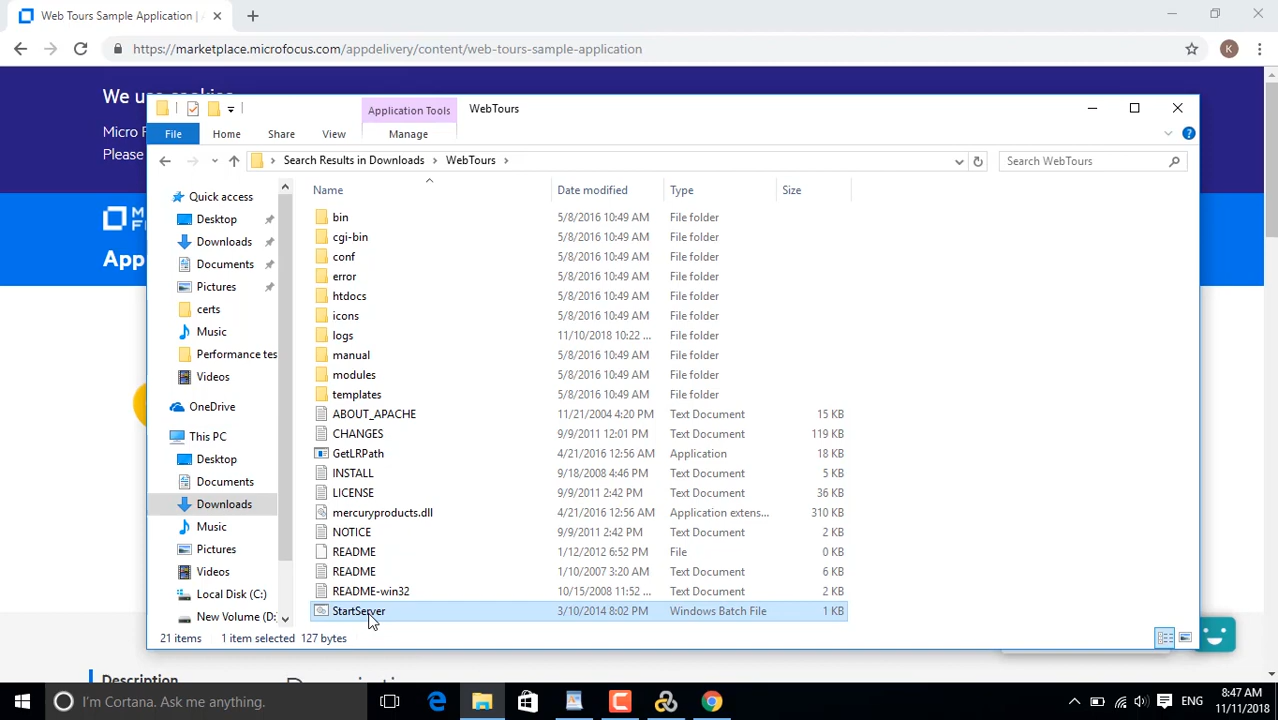 Web Tours Sample Application |
https://marketplace.microfocus.com/appdelivery/content/web-tours-sample-application
K
We us
Micro F
Please
M
F
App
Application Tools
WebTours
File
Home
Share
View
Manage
Search Results in Downloads
WebTours
Search WebTours
Name
Date modified
Type
Size
Quick access
Desktop
Downloads
Documents
Pictures
certs
Music
Performance tes
Videos
OneDrive
This PC
Desktop
Documents
Downloads
Music
Pictures
Videos
Local Disk (C:)
New Volume (D:
bin 5/8/2016 10:49 AM File folder
cgi-bin 5/8/2016 10:49 AM File folder
conf 5/8/2016 10:49 AM File folder
error 5/8/2016 10:49 AM File folder
htdocs 5/8/2016 10:49 AM File folder
icons 5/8/2016 10:49 AM File folder
logs 11/10/2018 10:22 ... File folder
manual 5/8/2016 10:49 AM File folder
modules 5/8/2016 10:49 AM File folder
templates 5/8/2016 10:49 AM File folder
ABOUT_APACHE 11/21/2004 4:20 PM Text Document 15 KB
CHANGES 9/9/2011 12:01 PM Text Document 119 KB
GetLRPath 4/21/2016 12:56 AM Application 18 KB
INSTALL 9/18/2008 4:46 PM Text Document 5 KB
LICENSE 9/9/2011 2:42 PM Text Document 36 KB
mercuryproducts.dll 4/21/2016 12:56 AM Application extens... 310 KB
NOTICE 9/9/2011 2:42 PM Text Document 2 KB
README 1/12/2012 6:52 PM File 0 KB
README 1/10/2007 3:20 AM Text Document 6 KB
README-win32 10/15/2008 11:52 ... Text Document 2 KB
StartServer 3/10/2014 8:02 PM Windows Batch File 1 KB
21 items 1 item selected 127 bytes
Description
I'm Cortana. Ask me anything.
ENG
8:47 AM
11/11/2018